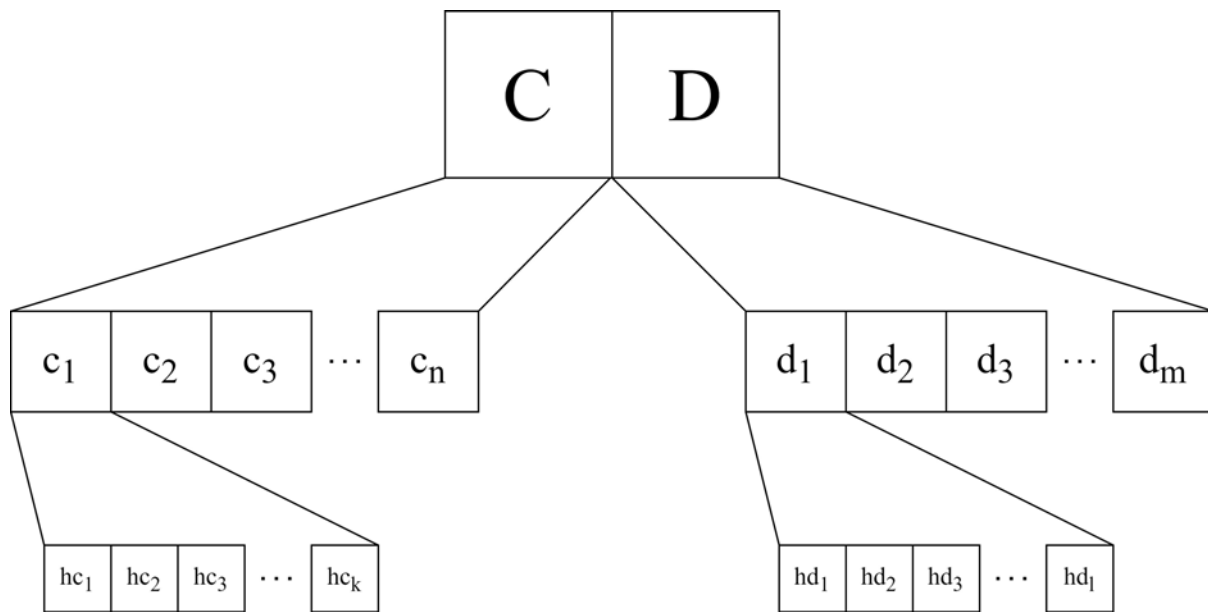 C D
c₁ c₂ c₃ ··· cₙ d₁ d₂ d₃ ··· dₘ
hc₁ hc₂ hc₃ ··· hcₖ hd₁ hd₂ hd₃ ··· hdₗ